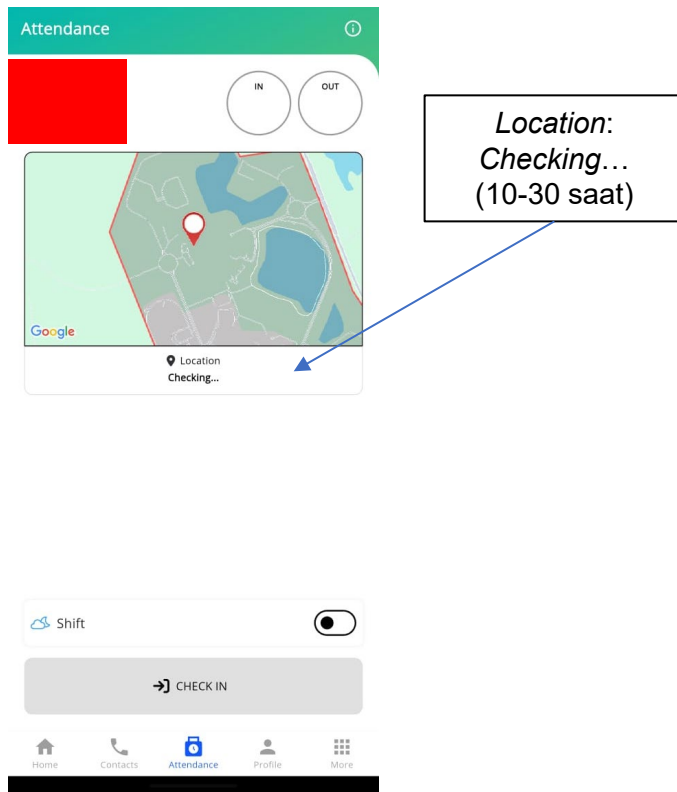 Attendance
IN
OUT
Location:
Checking…
(10-30 saat)
Google
Location
Checking...
Shift
CHECK IN
Home
Contacts
Attendance
Profile
More